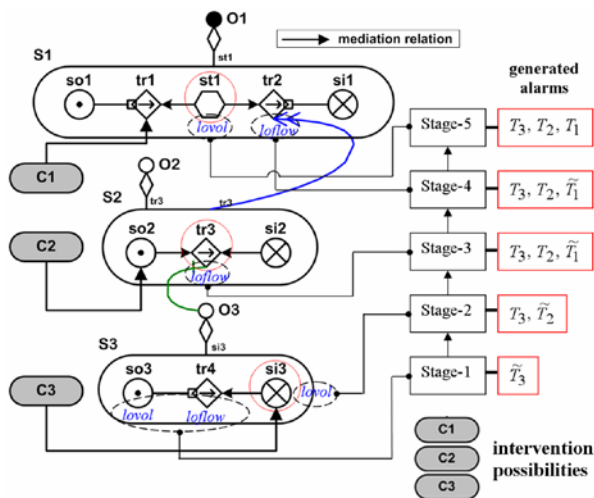 O1
mediation relation
S1
st1
so1 tr1 st1 tr2 si1
lovol loflow
generated alarms
Stage-5 T₃, T₂, T₁
C1
O2
tr3
S2
tr3
Stage-4 T₃, T₂, T̃₁
so2 tr3 si2
C2
loflow
Stage-3 T₃, T₂, T̃₁
O3
Stage-2 T₃, T̃₂
S3
si3
so3 tr4 si3
lovol
Stage-1 T̃₃
C3
lovol loflow
C1
C2
C3
intervention possibilities